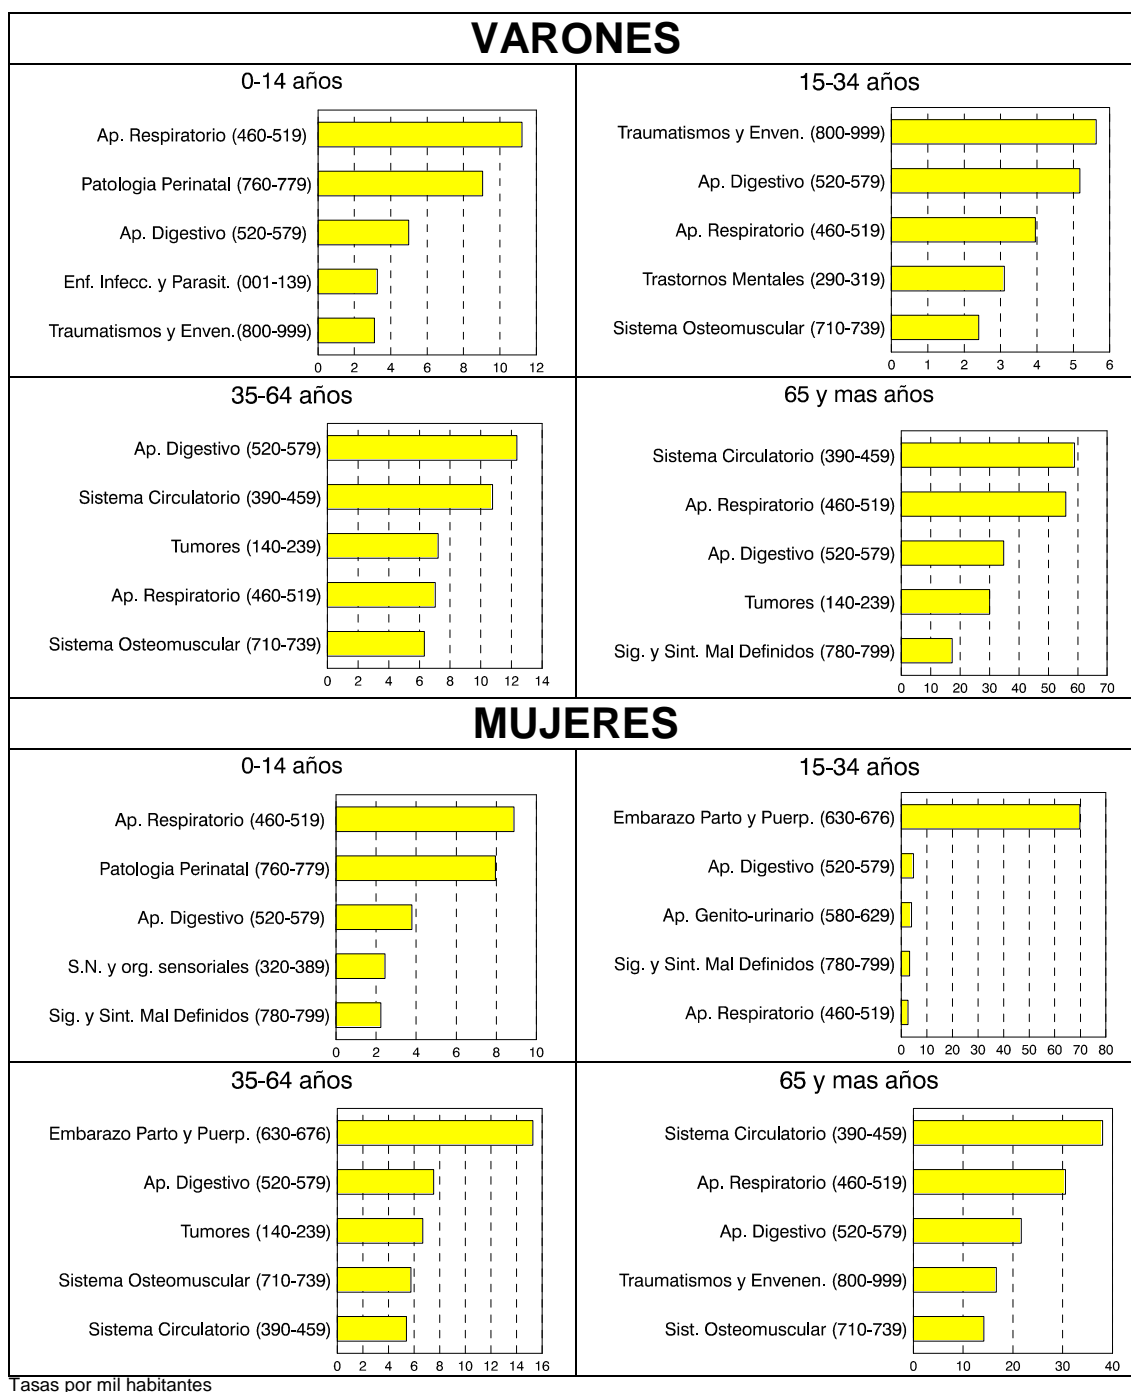 VARONES
0-14 años
Ap. Respiratorio (460-519)
Patologia Perinatal (760-779)
Ap. Digestivo (520-579)
Enf. Infecc. y Parasit. (001-139)
Traumatismos y Enven.(800-999)
0 2 4 6 8 10 12
15-34 años
Traumatismos y Enven. (800-999)
Ap. Digestivo (520-579)
Ap. Respiratorio (460-519)
Trastornos Mentales (290-319)
Sistema Osteomuscular (710-739)
0 1 2 3 4 5 6
35-64 años
Ap. Digestivo (520-579)
Sistema Circulatorio (390-459)
Tumores (140-239)
Ap. Respiratorio (460-519)
Sistema Osteomuscular (710-739)
0 2 4 6 8 10 12 14
65 y mas años
Sistema Circulatorio (390-459)
Ap. Respiratorio (460-519)
Ap. Digestivo (520-579)
Tumores (140-239)
Sig. y Sint. Mal Definidos (780-799)
0 10 20 30 40 50 60 70
MUJERES
0-14 años
Ap. Respiratorio (460-519)
Patologia Perinatal (760-779)
Ap. Digestivo (520-579)
S.N. y org. sensoriales (320-389)
Sig. y Sint. Mal Definidos (780-799)
0 2 4 6 8 10
15-34 años
Embarazo Parto y Puerp. (630-676)
Ap. Digestivo (520-579)
Ap. Genito-urinario (580-629)
Sig. y Sint. Mal Definidos (780-799)
Ap. Respiratorio (460-519)
0 10 20 30 40 50 60 70 80
35-64 años
Embarazo Parto y Puerp. (630-676)
Ap. Digestivo (520-579)
Tumores (140-239)
Sistema Osteomuscular (710-739)
Sistema Circulatorio (390-459)
0 2 4 6 8 10 12 14 16
65 y mas años
Sistema Circulatorio (390-459)
Ap. Respiratorio (460-519)
Ap. Digestivo (520-579)
Traumatismos y Envenen. (800-999)
Sist. Osteomuscular (710-739)
0 10 20 30 40
Tasas por mil habitantes